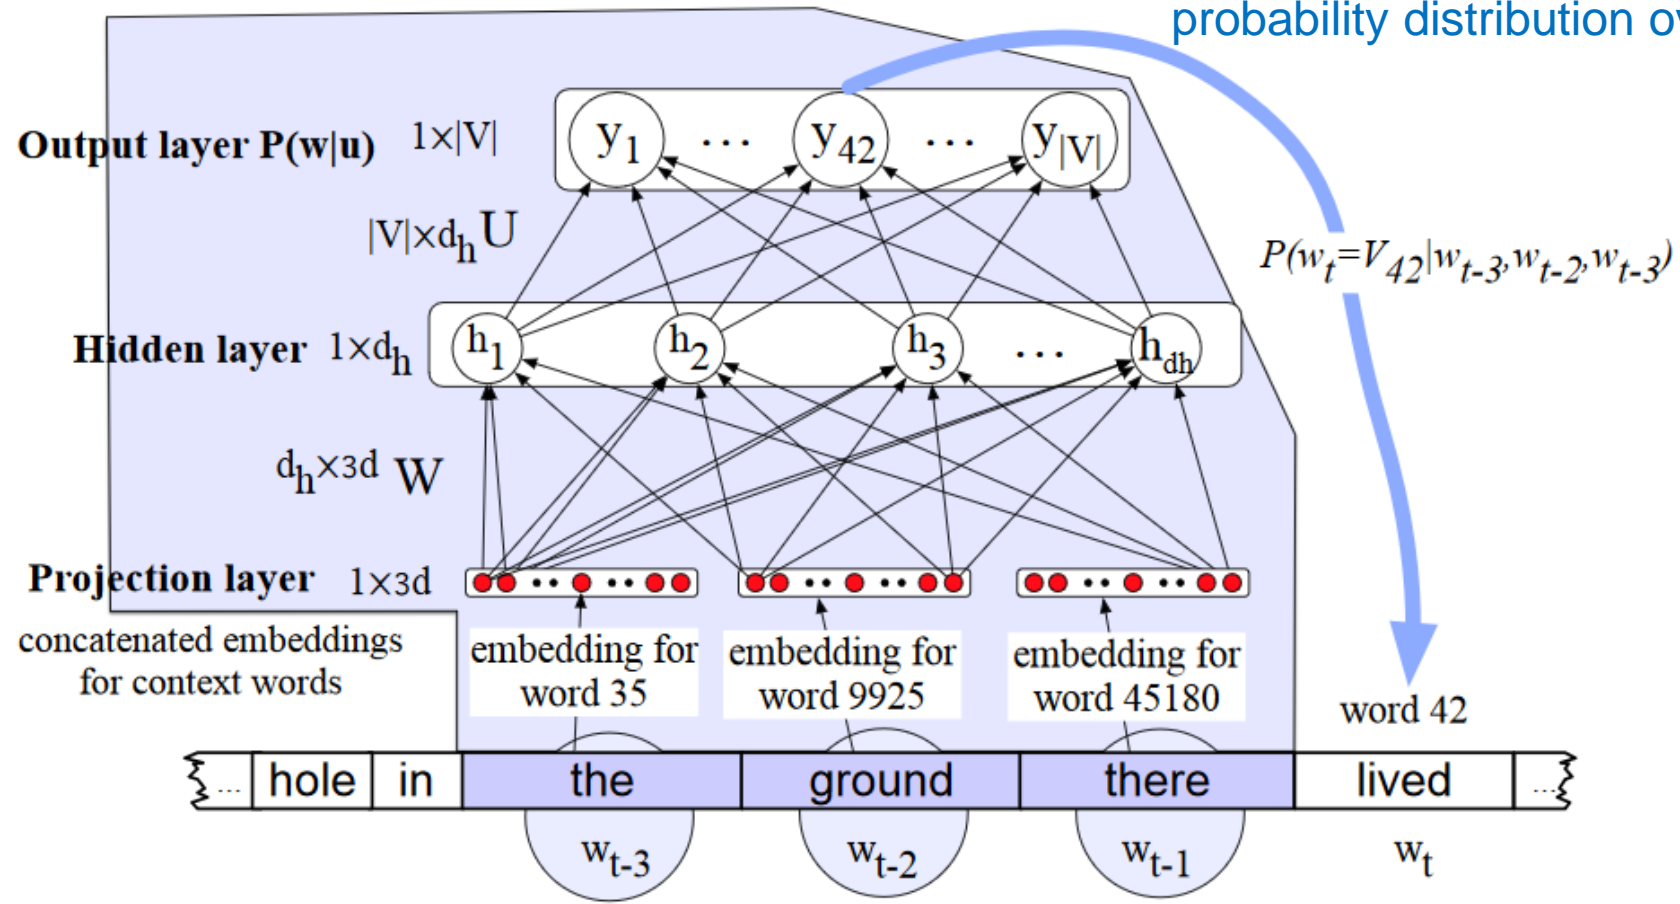 probability distribution ov
Output layer P(w|u) 1×|V|
y1 ... y42 ... y|V|
|V|×dh U
P(wt=V42|wt-3,wt-2,wt-3)
Hidden layer 1×dh
h1 h2 h3 ... hdh
dh×3d W
Projection layer 1×3d
concatenated embeddings
for context words
embedding for
word 35
embedding for
word 9925
embedding for
word 45180
word 42
... hole in the ground there lived ...
wt-3 wt-2 wt-1 wt